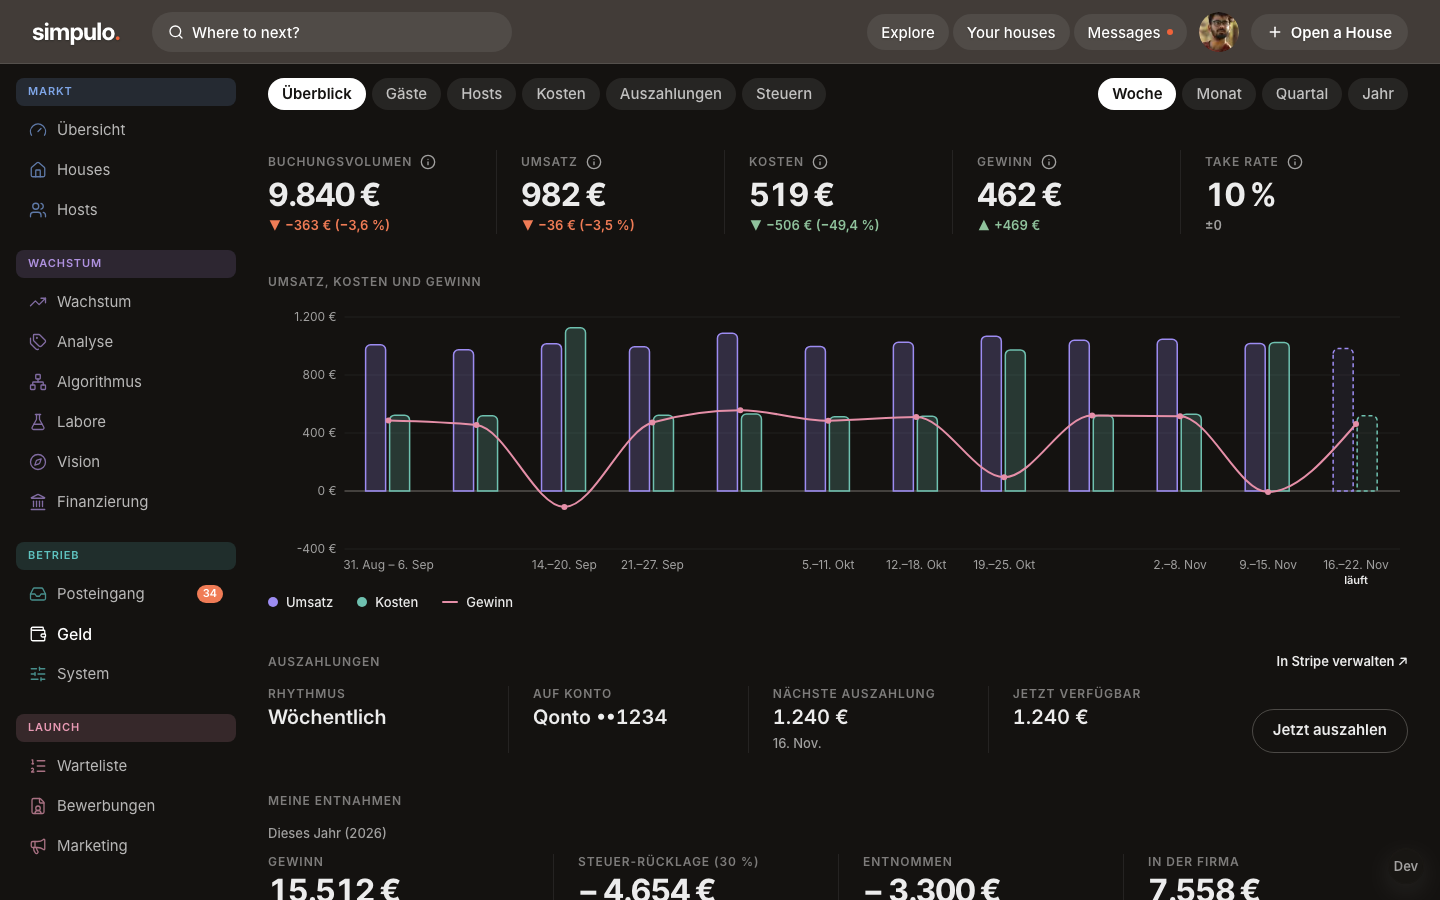 simpulo.
Where to next?
Explore
Your houses
Messages
Open a House
MARKT
Übersicht
Houses
Hosts
WACHSTUM
Wachstum
Analyse
Algorithmus
Labore
Vision
Finanzierung
BETRIEB
Posteingang 34
Geld
System
LAUNCH
Warteliste
Bewerbungen
Marketing
Überblick Gäste Hosts Kosten Auszahlungen Steuern
Woche Monat Quartal Jahr
BUCHUNGSVOLUMEN
9.840 €
▼ −363 € (−3,6 %)
UMSATZ
982 €
▼ −36 € (−3,5 %)
KOSTEN
519 €
▼ −506 € (−49,4 %)
GEWINN
462 €
▲ +469 €
TAKE RATE
10 %
±0
UMSATZ, KOSTEN UND GEWINN
1.200 €
800 €
400 €
0 €
-400 €
31. Aug – 6. Sep
14.–20. Sep
21.–27. Sep
5.–11. Okt
12.–18. Okt
19.–25. Okt
2.–8. Nov
9.–15. Nov
16.–22. Nov
läuft
Umsatz Kosten Gewinn
AUSZAHLUNGEN
In Stripe verwalten ↗
RHYTHMUS
Wöchentlich
AUF KONTO
Qonto ••1234
NÄCHSTE AUSZAHLUNG
1.240 €
16. Nov.
JETZT VERFÜGBAR
1.240 €
Jetzt auszahlen
MEINE ENTNAHMEN
Dieses Jahr (2026)
GEWINN
15.512 €
STEUER-RÜCKLAGE (30 %)
− 4.654 €
ENTNOMMEN
− 3.300 €
IN DER FIRMA
7.558 €
Dev